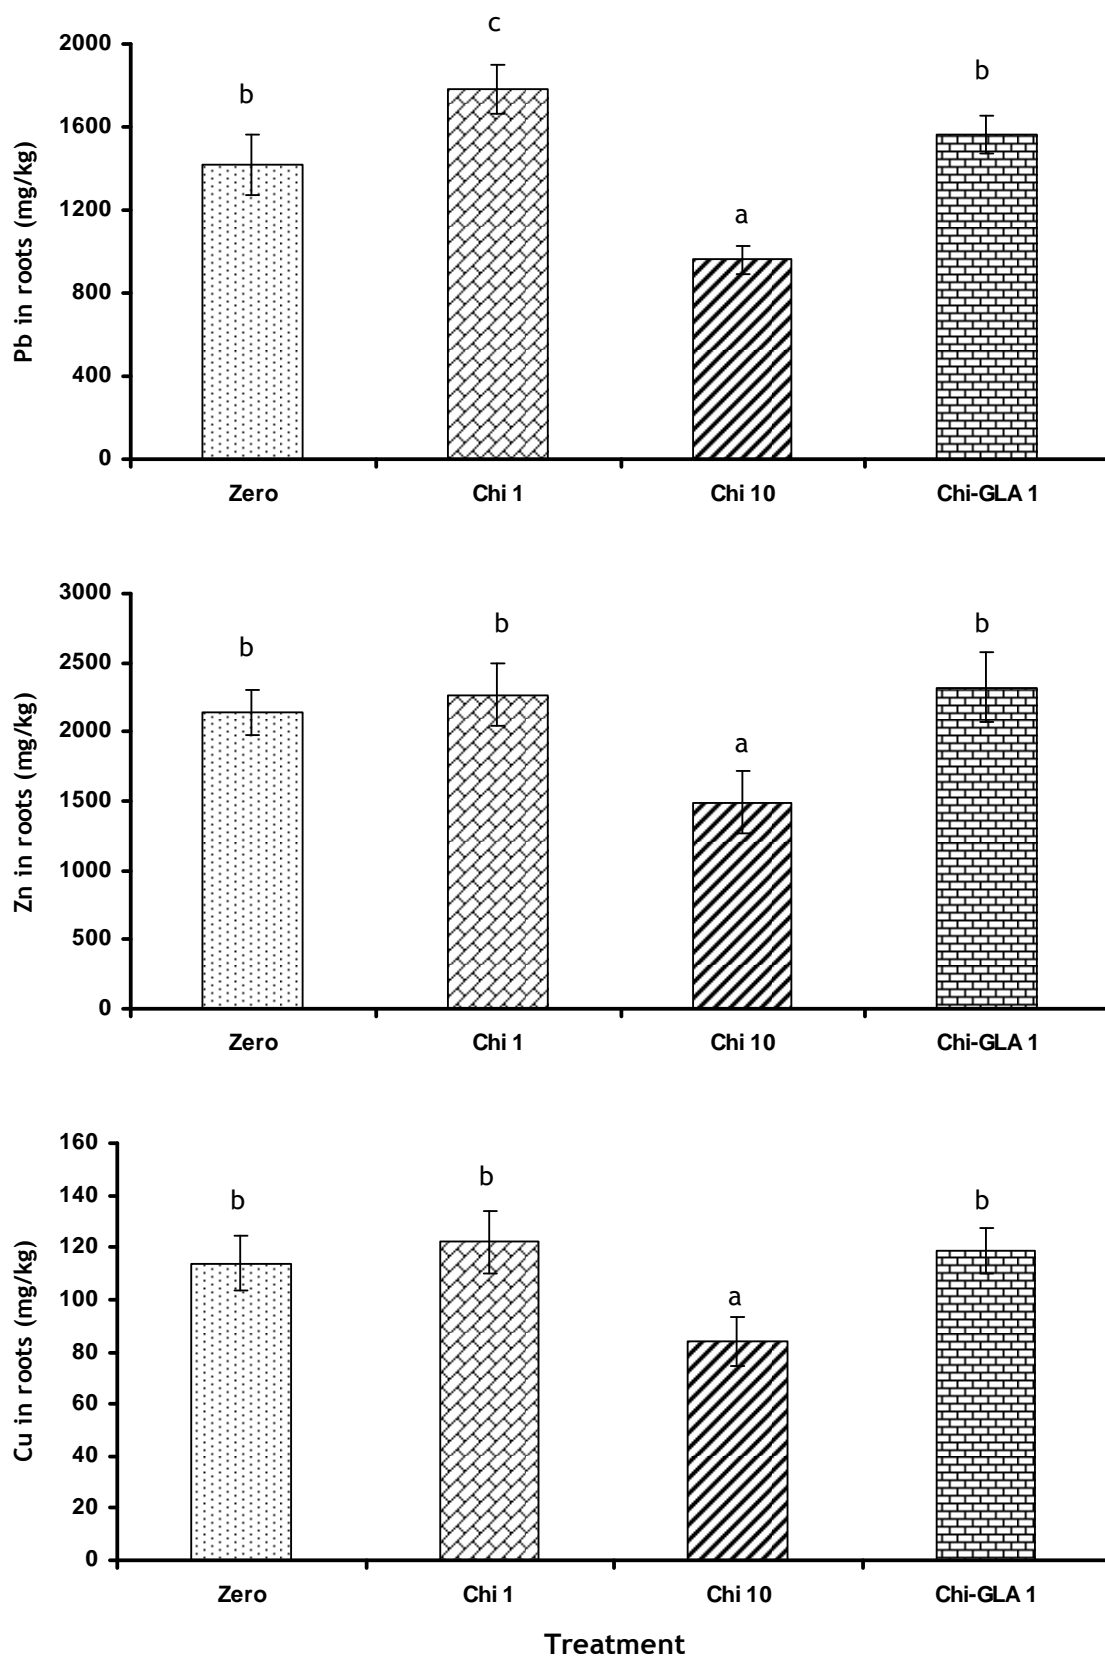 c
2000
b
b
1600
a
1200
800
400
0
Pb in roots (mg/kg)
Zero Chi 1 Chi 10 Chi-GLA 1
3000
b
b
b
2500
2000
a
1500
1000
500
0
Zn in roots (mg/kg)
Zero Chi 1 Chi 10 Chi-GLA 1
160
b
b
b
140
120
a
100
80
60
40
20
0
Cu in roots (mg/kg)
Zero Chi 1 Chi 10 Chi-GLA 1
Treatment